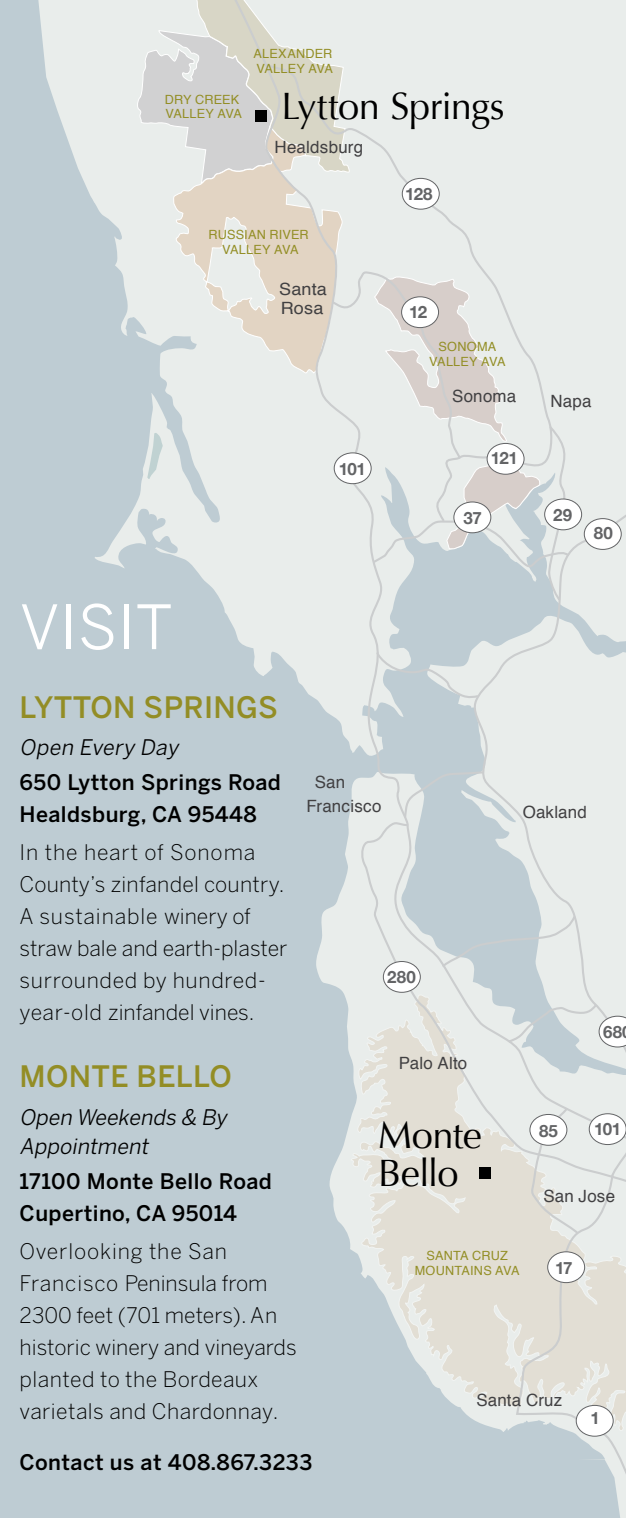 ALEXANDER
VALLEY AVA
DRY CREEK
VALLEY AVA
Lytton Springs
Healdsburg
128
RUSSIAN RIVER
VALLEY AVA
Santa
Rosa
12
SONOMA
VALLEY AVA
Sonoma
Napa
121
101
37
29
80
VISIT
LYTTON SPRINGS
Open Every Day
650 Lytton Springs Road
Healdsburg, CA 95448
In the heart of Sonoma
County’s zinfandel country.
A sustainable winery of
straw bale and earth-plaster
surrounded by hundred-
year-old zinfandel vines.
San
Francisco
Oakland
280
680
Palo Alto
MONTE BELLO
Open Weekends & By
Appointment
17100 Monte Bello Road
Cupertino, CA 95014
Overlooking the San
Francisco Peninsula from
2300 feet (701 meters). An
historic winery and vineyards
planted to the Bordeaux
varietals and Chardonnay.
Monte
Bello
85
101
San Jose
SANTA CRUZ
MOUNTAINS AVA
17
Santa Cruz
1
Contact us at 408.867.3233